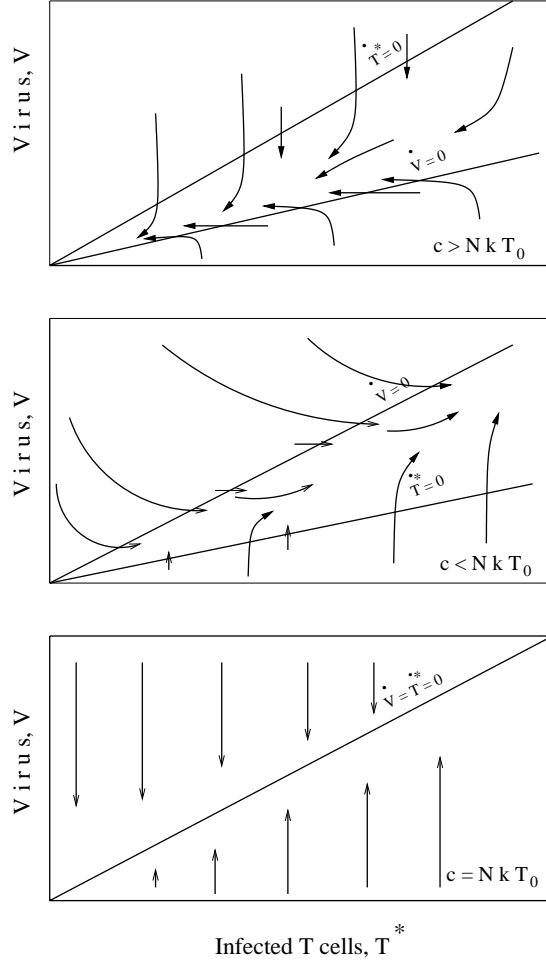 Virus, V
Ṫ* = 0
V̇ = 0
c > N k T₀
Virus, V
V̇ = 0
Ṫ* = 0
c < N k T₀
Virus, V
V̇ = Ṫ* = 0
c = N k T₀
Infected T cells, T*